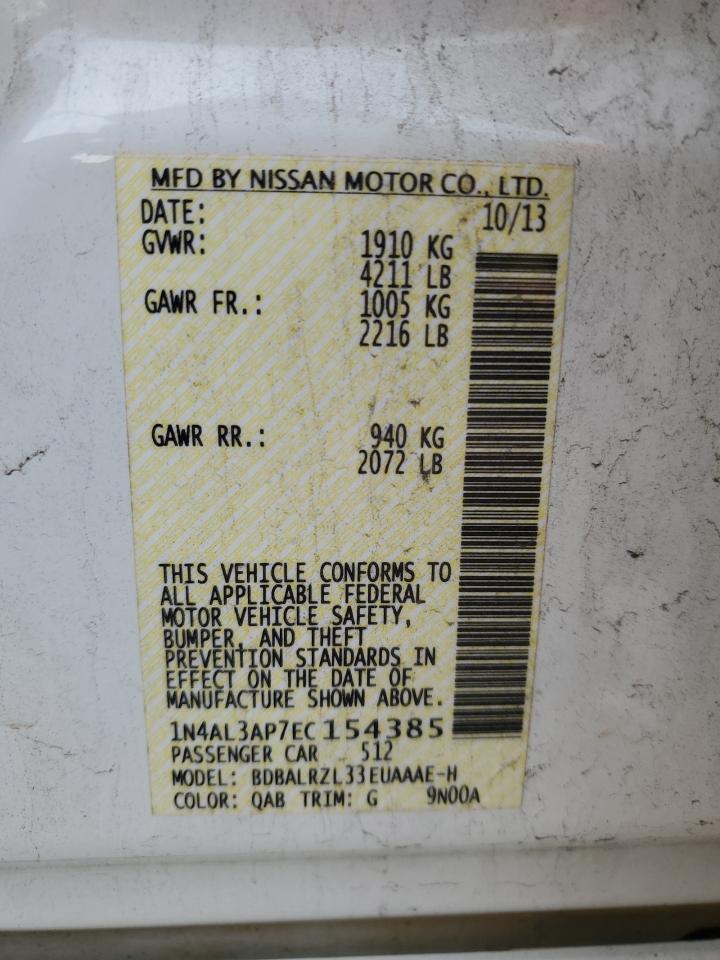 MFD BY NISSAN MOTOR CO., LTD.
DATE: 10/13
GVWR: 1910 KG
4211 LB
GAWR FR.: 1005 KG
2216 LB
GAWR RR.: 940 KG
2072 LB
THIS VEHICLE CONFORMS TO
ALL APPLICABLE FEDERAL
MOTOR VEHICLE SAFETY,
BUMPER, AND THEFT
PREVENTION STANDARDS IN
EFFECT ON THE DATE OF
MANUFACTURE SHOWN ABOVE.
1N4AL3AP7EC154385
PASSENGER CAR 512
MODEL: BDBALRZL33EUAAAE-H
COLOR: QAB TRIM: G 9N00A